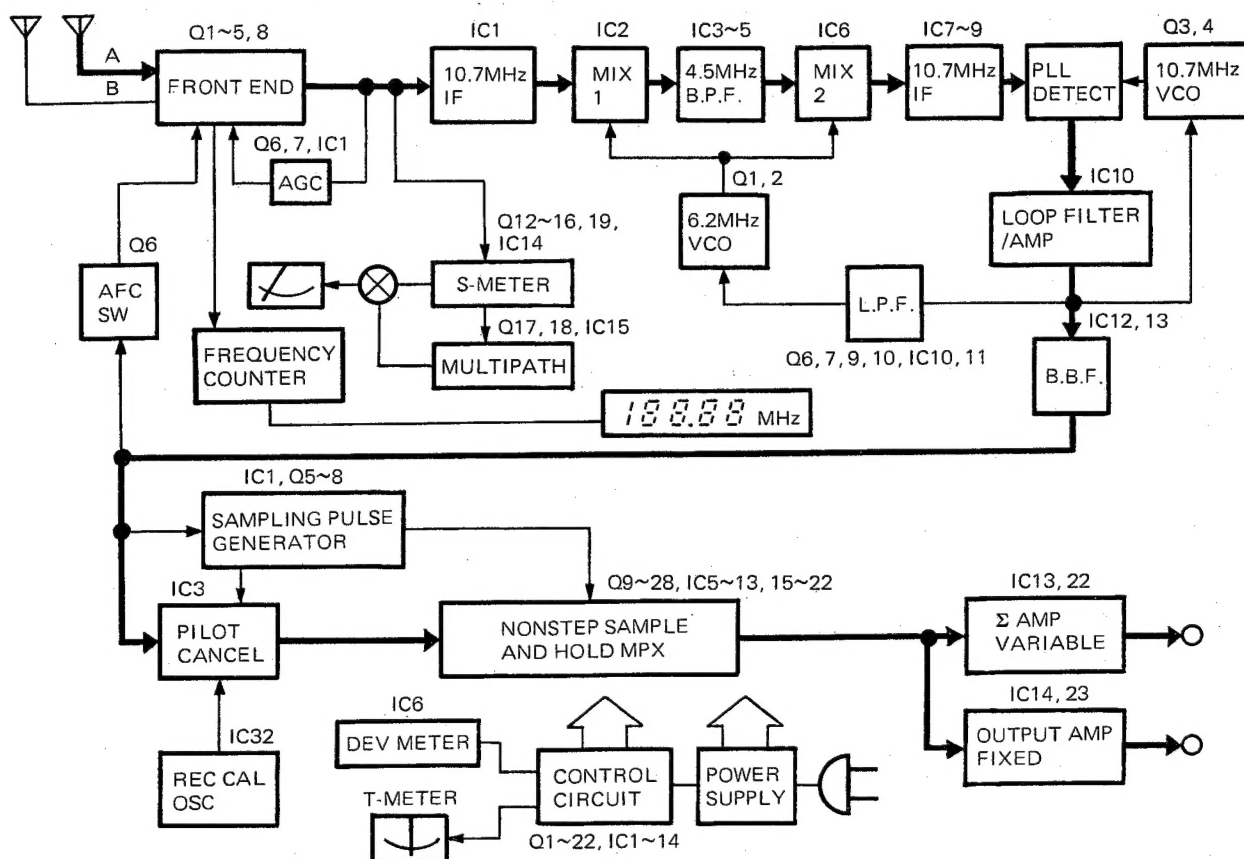 A
B
Q1~5, 8
FRONT END
IC1
10.7MHz
IF
IC2
MIX
1
IC3~5
4.5MHz
B.P.F.
IC6
MIX
2
IC7~9
10.7MHz
IF
PLL
DETECT
Q3, 4
10.7MHz
VCO
Q6, 7, IC1
AGC
Q1, 2
6.2MHz
VCO
IC10
LOOP FILTER
/AMP
Q6
AFC
SW
Q12~16, 19,
IC14
S-METER
L.P.F.
Q6, 7, 9, 10, IC10, 11
IC12, 13
B.B.F.
Q17, 18, IC15
MULTIPATH
FREQUENCY
COUNTER
188.88 MHz
IC1, Q5~8
SAMPLING PULSE
GENERATOR
IC3
PILOT
CANCEL
Q9~28, IC5~13, 15~22
NONSTEP SAMPLE
AND HOLD MPX
IC13, 22
Σ AMP
VARIABLE
IC14, 23
OUTPUT AMP
FIXED
IC32
REC CAL
OSC
IC6
DEV METER
T-METER
CONTROL
CIRCUIT
Q1~22, IC1~14
POWER
SUPPLY